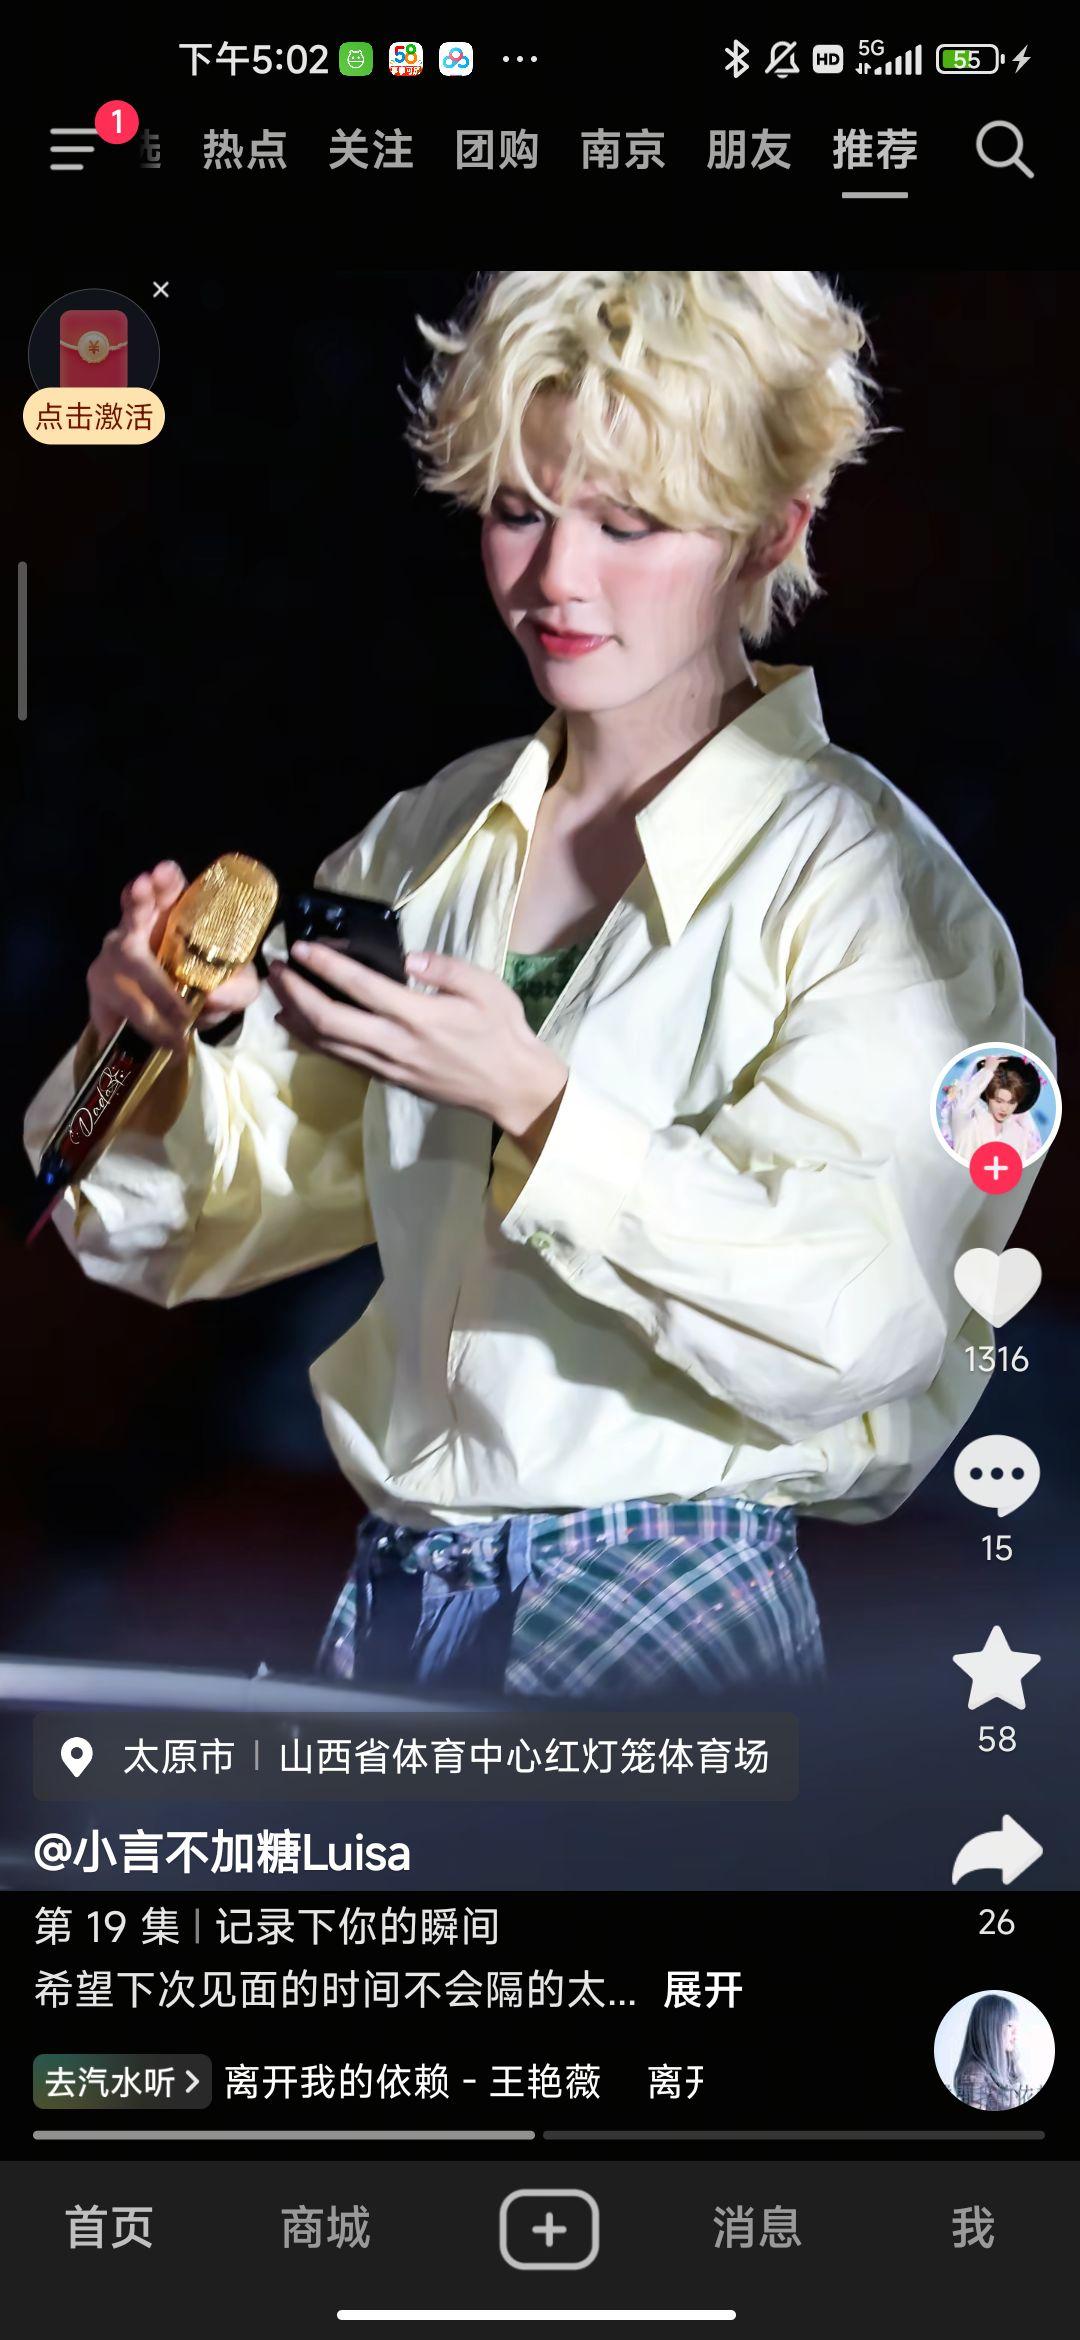 下午5:02
58
HD
5G
55
1
热点 关注 团购 南京 朋友 推荐
点击激活
1316
15
58
26
太原市 | 山西省体育中心红灯笼体育场
@小言不加糖Luisa
第 19 集 | 记录下你的瞬间
希望下次见面的时间不会隔的太... 展开
去汽水听 > 离开我的依赖 - 王艳薇 离
首页 商城 消息 我